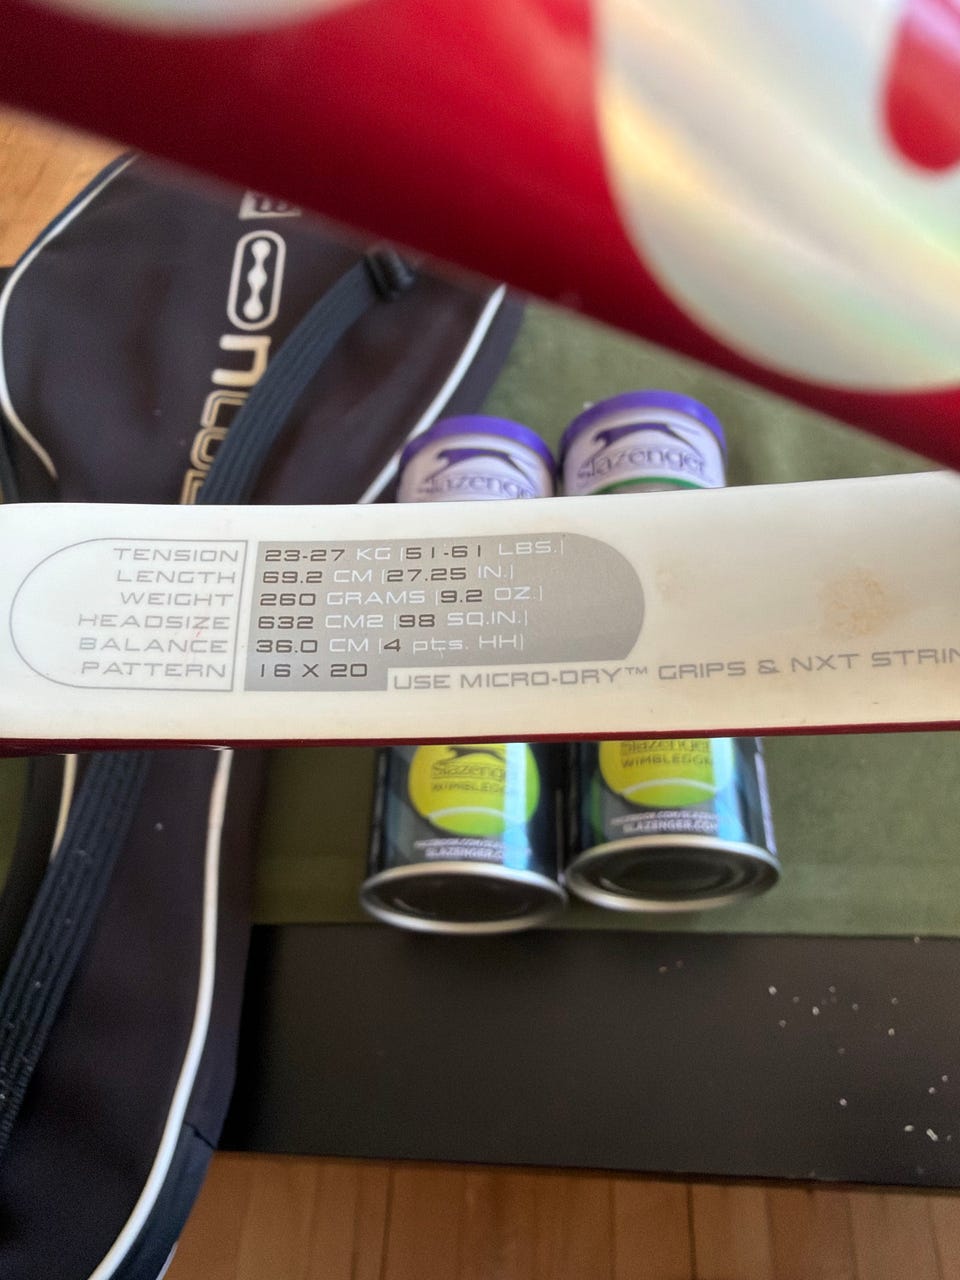 nCoe
Slazenger
Slazenger
TENSION 23-27 KG (51-61 LBS.)
LENGTH 69.2 CM (27.25 IN.)
WEIGHT 260 GRAMS (9.2 OZ.)
HEADSIZE 632 CM2 (98 SQ.IN.)
BALANCE 36.0 CM (4 pts. HH)
PATTERN 16 X 20
USE MICRO-DRY™ GRIPS & NXT STRIN
Slazenger
WIMBLEDON
SLAZENGER.COM
Slazenger
WIMBLEDON
SLAZENGER.COM